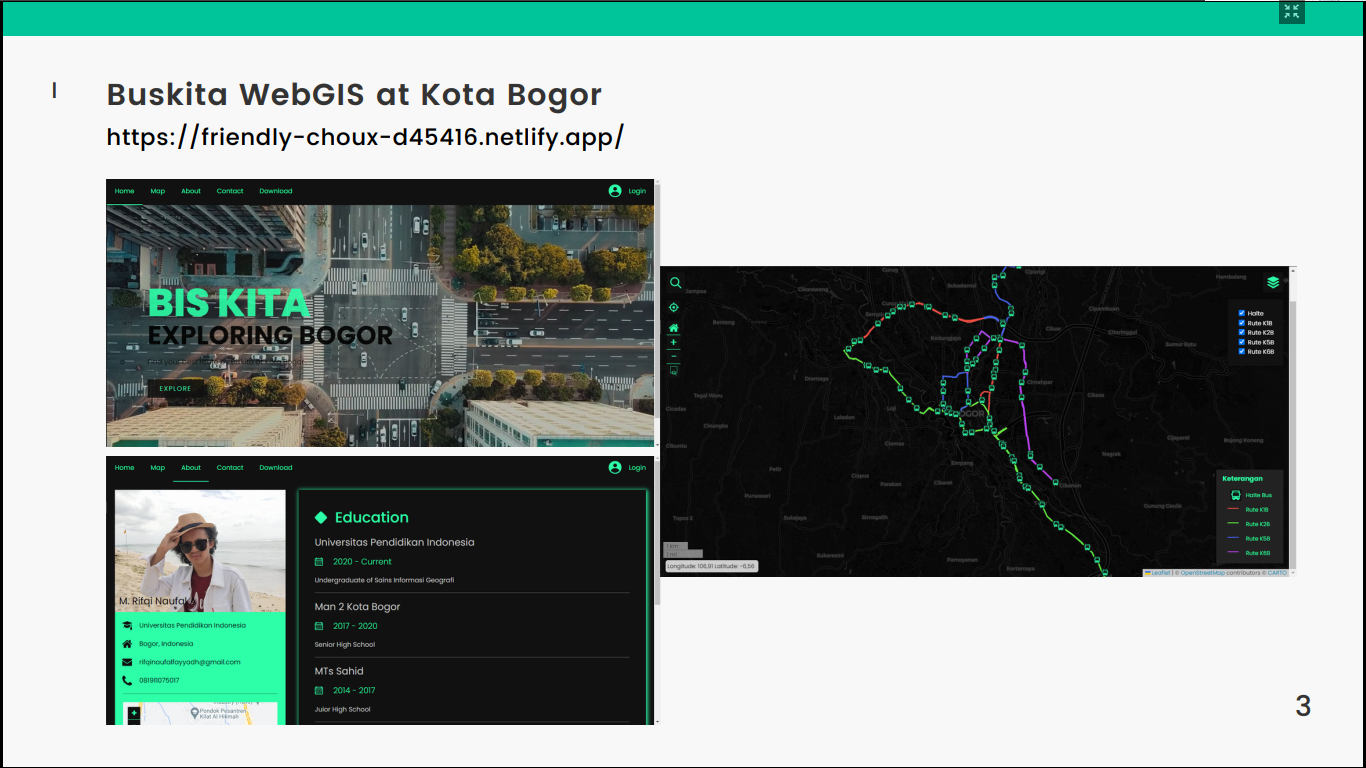 I
Buskita WebGIS at Kota Bogor
https://friendly-choux-d45416.netlify.app/
Home Map About Contact Download Login
BIS KITA
EXPLORING BOGOR
EXPLORE
Home Map About Contact Download Login
M. Rifqi Naufal
Universitas Pendidikan Indonesia
Bogor, Indonesia
rifqinaufalfayyadh@gmail.com
081911075017
Pondok Pesantren
Kilat Al Hikmah
Education
Universitas Pendidikan Indonesia
2020 - Current
Undergraduate of Sains Informasi Geografi
Man 2 Kota Bogor
2017 - 2020
Senior High School
MTs Sahid
2014 - 2017
Juior High School
Halte
Rute K1B
Rute K2B
Rute K5B
Rute K6B
BOGOR
Keterangan
Halte Bus
Rute K1B
Rute K2B
Rute K5B
Rute K6B
Longitude: 106,91 Latitude: -6,56
Leaflet | © OpenStreetMap contributors © CARTO
3